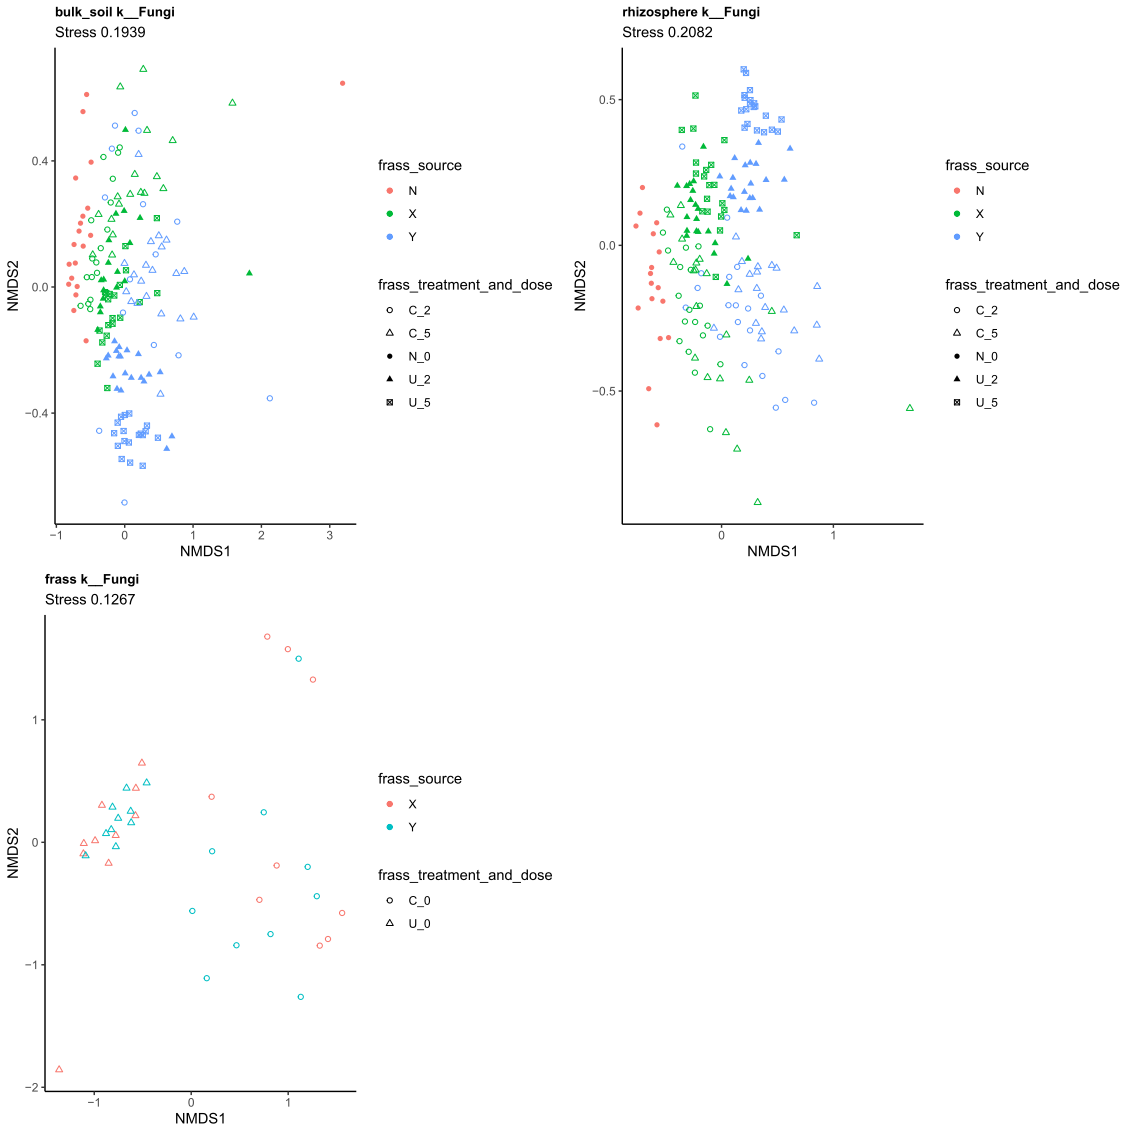 bulk_soil k__Fungi
Stress 0.1939
0.4
0.0
−0.4
NMDS2
−1
0
1
2
3
NMDS1
frass_source
N
X
Y
frass_treatment_and_dose
C_2
C_5
N_0
U_2
U_5
rhizosphere k__Fungi
Stress 0.2082
0.5
0.0
−0.5
NMDS2
0
1
NMDS1
frass_source
N
X
Y
frass_treatment_and_dose
C_2
C_5
N_0
U_2
U_5
frass k__Fungi
Stress 0.1267
1
0
−1
−2
NMDS2
−1
0
1
NMDS1
frass_source
X
Y
frass_treatment_and_dose
C_0
U_0